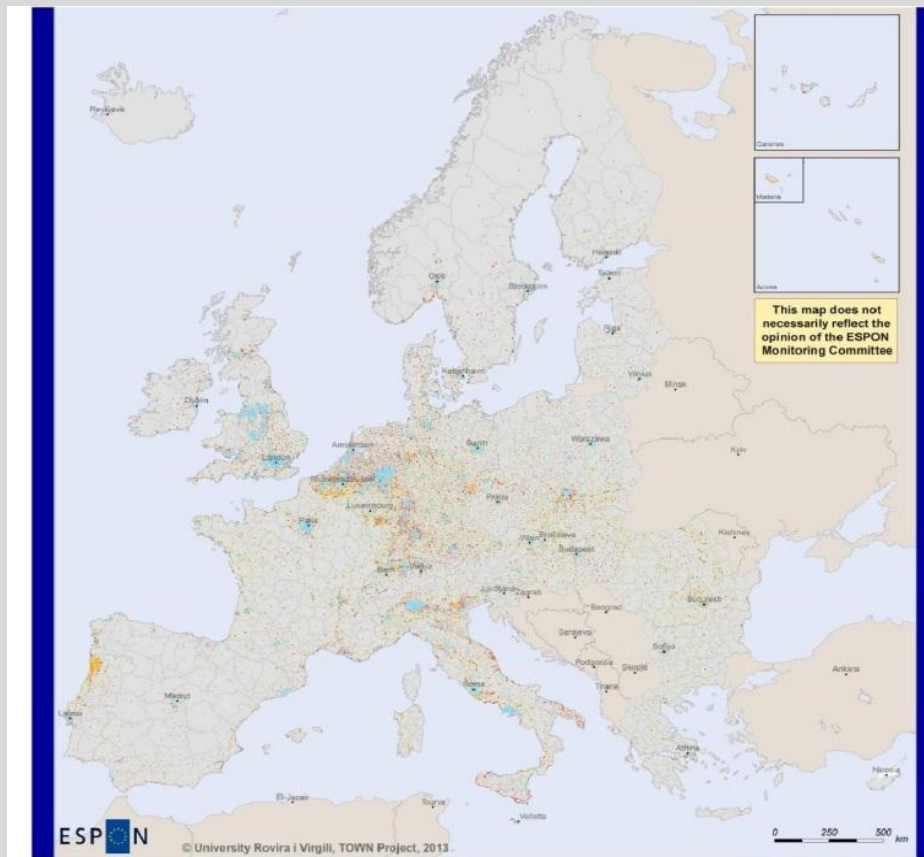 Canarias
Reykjavik
Madeira
Azores
Helsinki
Oslo
Tallinn
Stockholm
This map does not
necessarily reflect the
opinion of the ESPON
Monitoring Committee
Riga
København
Vilnius
Minsk
Dublin
Berlin
Warszawa
Amsterdam
London
Kyiv
Praha
Luxembourg
Paris
Kishinev
Wien
Bratislava
Budapest
Bern
Vaduz
Ljubljana
Zagreb
Bucuresti
Beograd
Sarajevo
Sofiya
Podgorica
Skopje
Ankara
Roma
Tirana
Madrid
Lisboa
Athina
Nicosia
El-Jazair
Tounis
Valletta
ESPON
© University Rovira i Virgili, TOWN Project, 2013
0 250 500
km